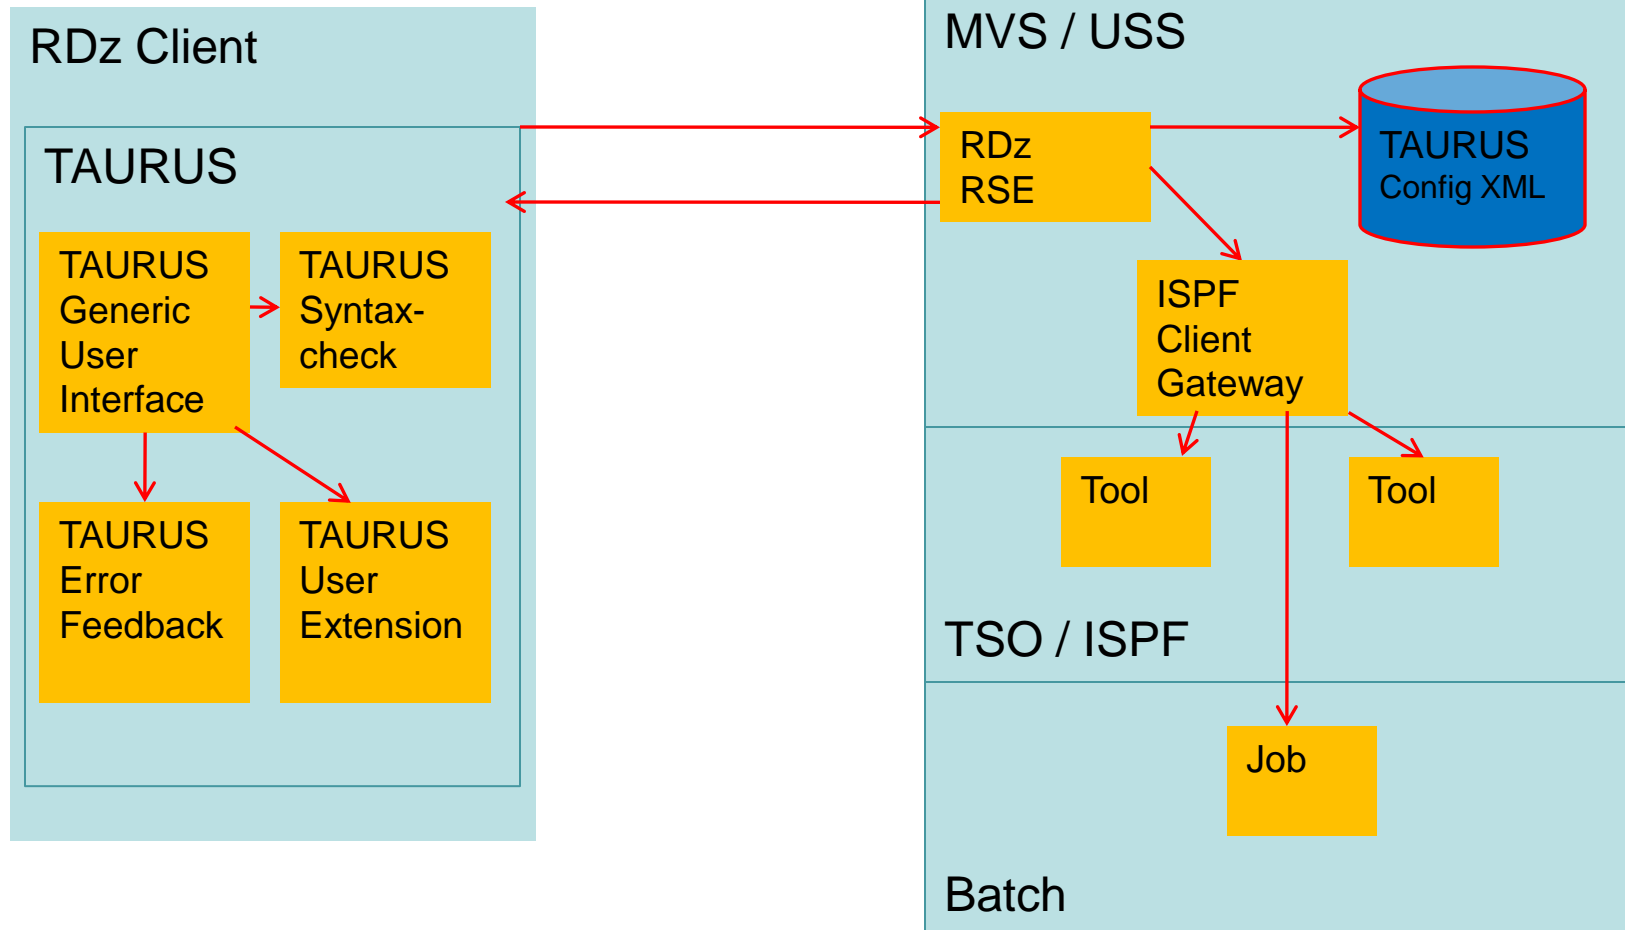 RDz Client
TAURUS
TAURUS
Generic
User
Interface
TAURUS
Syntax-
check
TAURUS
Error
Feedback
TAURUS
User
Extension
MVS / USS
RDz
RSE
TAURUS
Config XML
ISPF
Client
Gateway
Tool
Tool
TSO / ISPF
Job
Batch